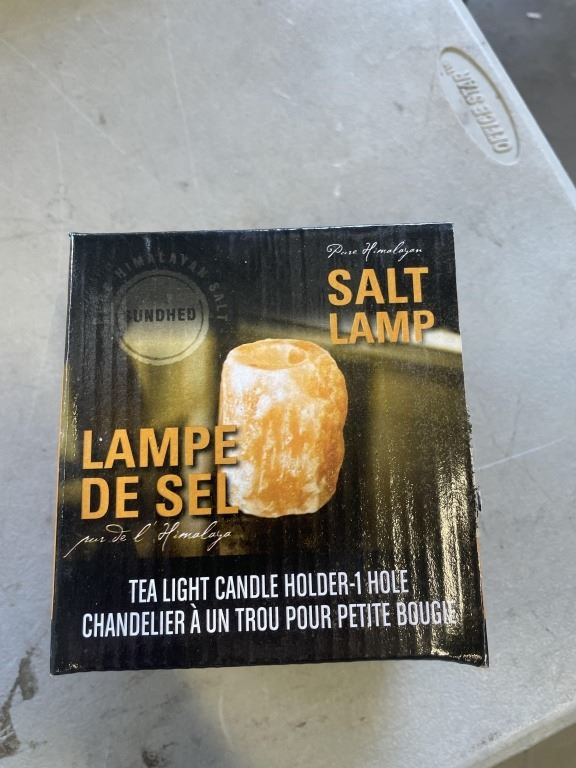 OFFICE STAR
HIMALAYAN SALT
SUNDHED
Pure Himalayan
SALT
LAMP
LAMPE
DE SEL
pur de l'Himalaya
TEA LIGHT CANDLE HOLDER-1 HOLE
CHANDELIER À UN TROU POUR PETITE BOUGIE